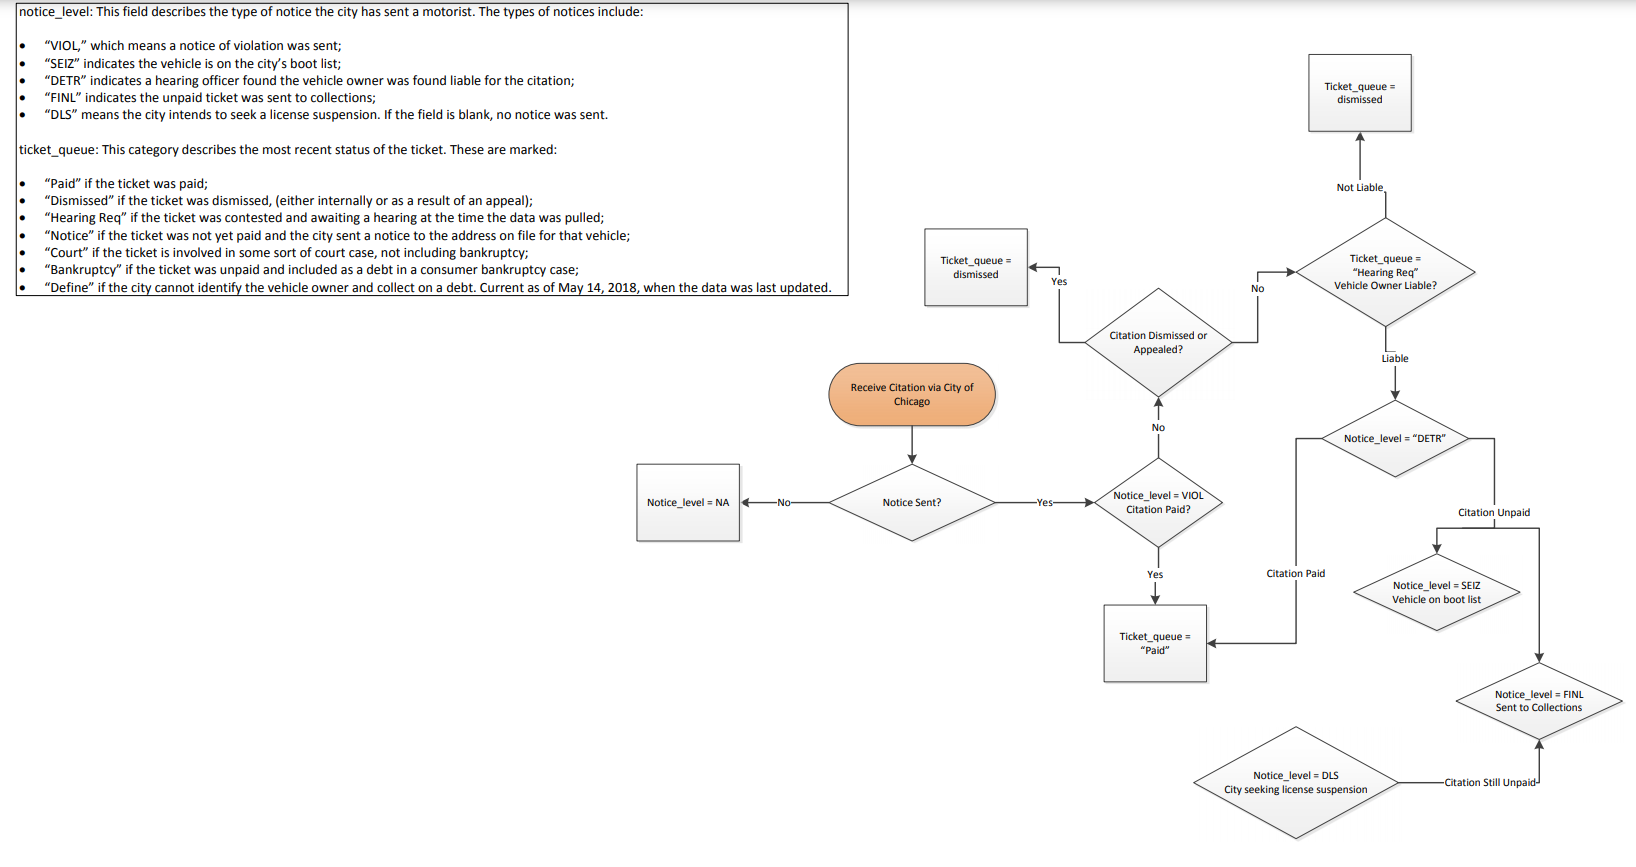 notice_level: This field describes the type of notice the city has sent a motorist. The types of notices include:
• “VIOL,” which means a notice of violation was sent;
• “SEIZ” indicates the vehicle is on the city’s boot list;
• “DETR” indicates a hearing officer found the vehicle owner was found liable for the citation;
• “FINL” indicates the unpaid ticket was sent to collections;
• “DLS” means the city intends to seek a license suspension. If the field is blank, no notice was sent.
ticket_queue: This category describes the most recent status of the ticket. These are marked:
• “Paid” if the ticket was paid;
• “Dismissed” if the ticket was dismissed, (either internally or as a result of an appeal);
• “Hearing Req” if the ticket was contested and awaiting a hearing at the time the data was pulled;
• “Notice” if the ticket was not yet paid and the city sent a notice to the address on file for that vehicle;
• “Court” if the ticket is involved in some sort of court case, not including bankruptcy;
• “Bankruptcy” if the ticket was unpaid and included as a debt in a consumer bankruptcy case;
• “Define” if the city cannot identify the vehicle owner and collect on a debt. Current as of May 14, 2018, when the data was last updated.
Ticket_queue =
dismissed
Not Liable
Ticket_queue =
“Hearing Req”
Vehicle Owner Liable?
Ticket_queue =
dismissed
Yes
No
Citation Dismissed or
Appealed?
Liable
Receive Citation via City of
Chicago
No
Notice_level = “DETR”
Notice_level = NA
No
Notice Sent?
Yes
Notice_level = VIOL
Citation Paid?
Citation Unpaid
Yes
Citation Paid
Notice_level = SEIZ
Vehicle on boot list
Ticket_queue =
“Paid”
Notice_level = FINL
Sent to Collections
Notice_level = DLS
City seeking license suspension
Citation Still Unpaid